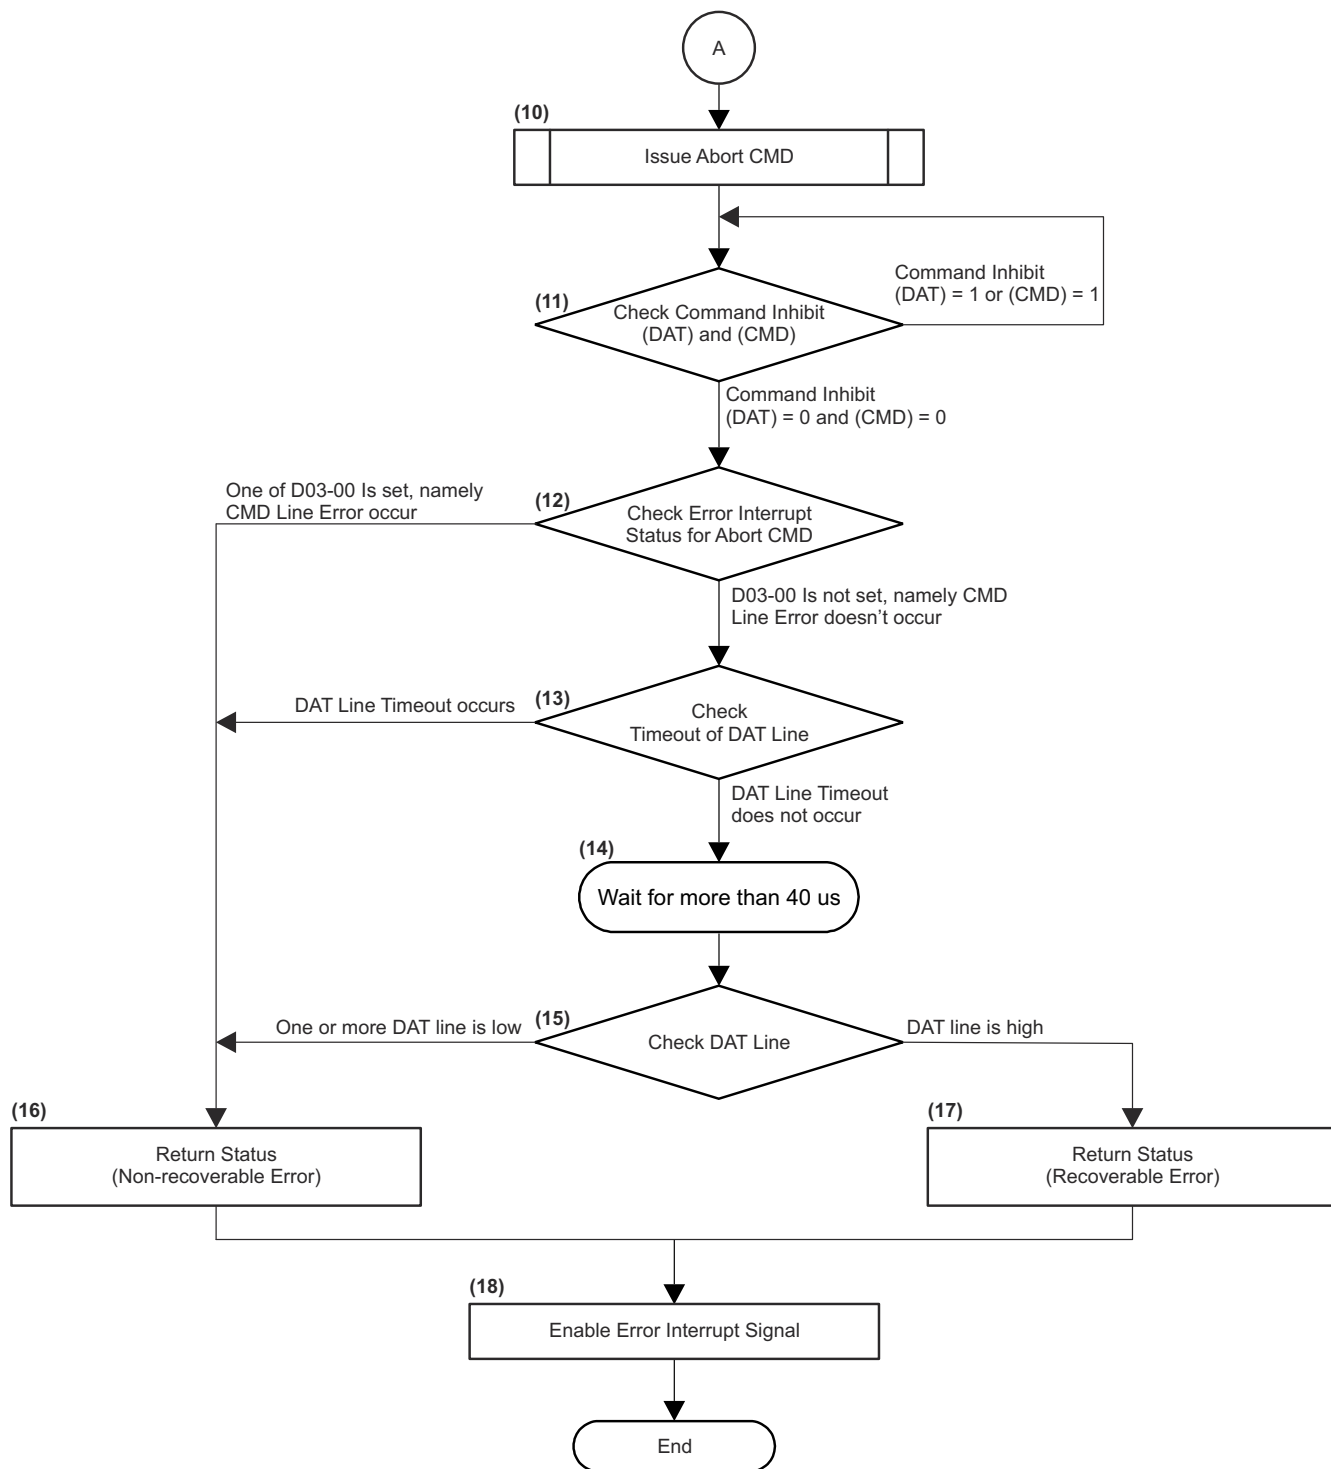 A
(10)
Issue Abort CMD
Command Inhibit
(DAT) = 1 or (CMD) = 1
(11)
Check Command Inhibit
(DAT) and (CMD)
Command Inhibit
(DAT) = 0 and (CMD) = 0
One of D03-00 Is set, namely
CMD Line Error occur
(12)
Check Error Interrupt
Status for Abort CMD
D03-00 Is not set, namely CMD
Line Error doesn't occur
DAT Line Timeout occurs
(13)
Check
Timeout of DAT Line
DAT Line Timeout
does not occur
(14)
Wait for more than 40 us
One or more DAT line is low
(15)
Check DAT Line
DAT line is high
(16)
Return Status
(Non-recoverable Error)
(17)
Return Status
(Recoverable Error)
(18)
Enable Error Interrupt Signal
End